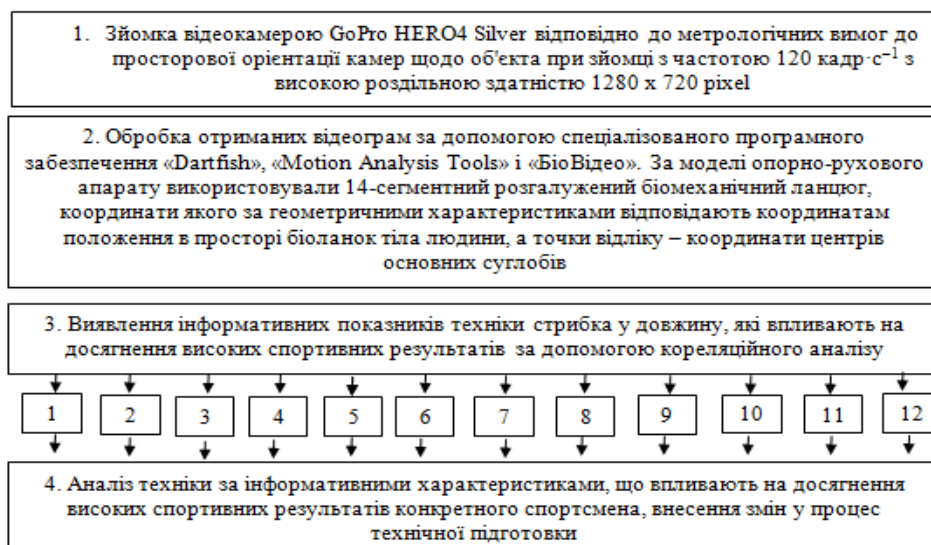 1. Зйомка відеокамерою GoPro HERO4 Silver відповідно до метрологічних вимог до
просторової орієнтації камер щодо об'єкта при зйомці з частотою 120 кадр·с⁻¹ з
високою роздільною здатністю 1280 x 720 pixel
2. Обробка отриманих відеограм за допомогою спеціалізованого програмного
забезпечення «Dartfish», «Motion Analysis Tools» і «БіоВідео». За моделі опорно-рухового
апарату використовували 14-сегментний розгалужений біомеханічний ланцюг,
координати якого за геометричними характеристиками відповідають координатам
положення в просторі біоланок тіла людини, а точки відліку – координати центрів
основних суглобів
3. Виявлення інформативних показників техніки стрибка у довжину, які впливають на
досягнення високих спортивних результатів за допомогою кореляційного аналізу
1 2 3 4 5 6 7 8 9 10 11 12
4. Аналіз техніки за інформативними характеристиками, що впливають на досягнення
високих спортивних результатів конкретного спортсмена, внесення змін у процес
технічної підготовки